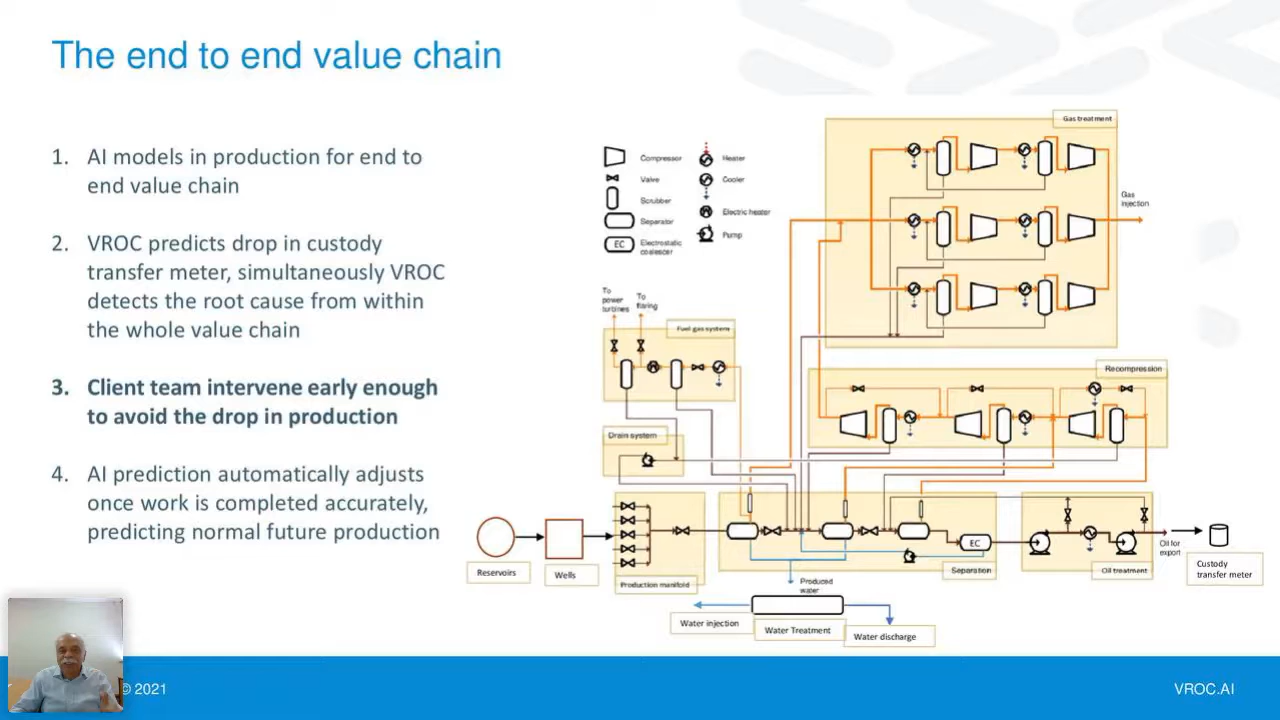 The end to end value chain
1. AI models in production for end to
end value chain
2. VROC predicts drop in custody
transfer meter, simultaneously VROC
detects the root cause from within
the whole value chain
3. Client team intervene early enough
to avoid the drop in production
4. AI prediction automatically adjusts
once work is completed accurately,
predicting normal future production
Compressor
Valve
Scrubber
Separator
EC
Electrostatic
coalescer
Heater
Cooler
Electric heater
Pump
Gas treatment
Gas
injection
To
power
turbines
To
flaring
Fuel gas system
Recompression
Drain system
Reservoirs
Wells
Production manifold
EC
Separation
Oil treatment
Oil for
export
Custody
transfer meter
Produced
water
Water injection
Water Treatment
Water discharge
© 2021
VROC.AI